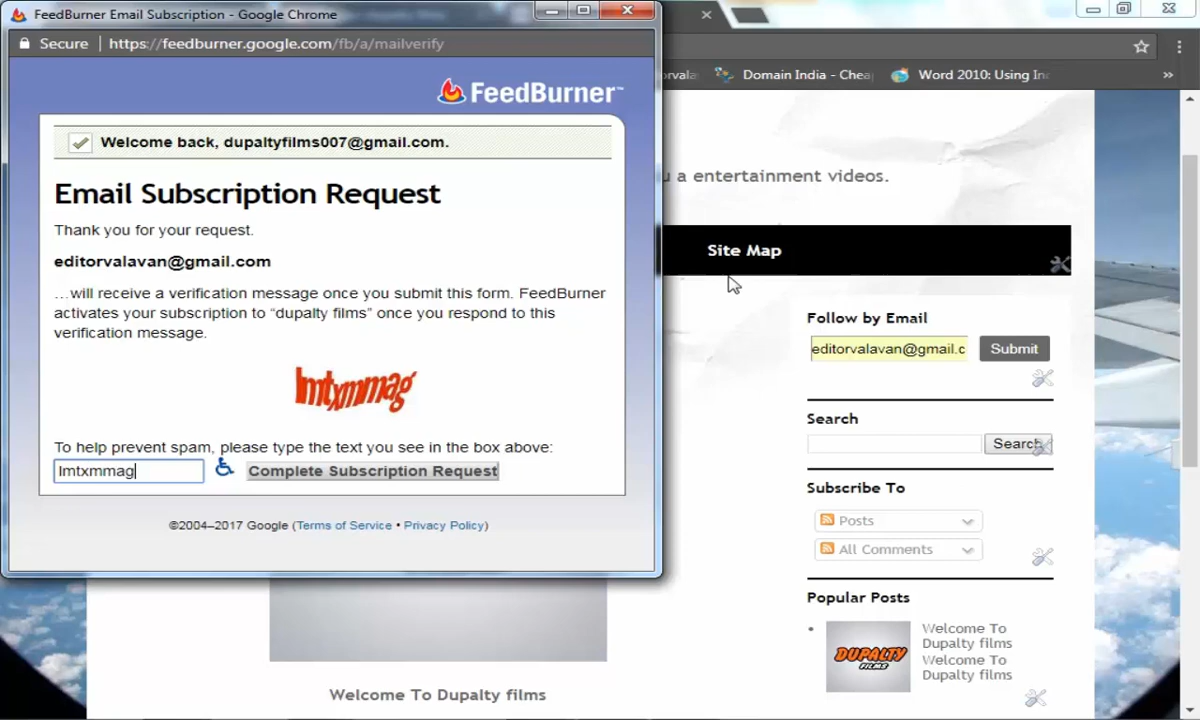 FeedBurner Email Subscription - Google Chrome
Secure | https://feedburner.google.com/fb/a/mailverify
FeedBurner™
Welcome back, dupaltyfilms007@gmail.com.
Email Subscription Request
Thank you for your request.
editorvalavan@gmail.com
…will receive a verification message once you submit this form. FeedBurner
activates your subscription to “dupalty films” once you respond to this
verification message.
lmtxmmag
To help prevent spam, please type the text you see in the box above:
lmtxmmag
Complete Subscription Request
©2004–2017 Google (Terms of Service • Privacy Policy)
orvala
Domain India - Chea
Word 2010: Using In
»
u a entertainment videos.
Site Map
Follow by Email
editorvalavan@gmail.c
Submit
Search
Search
Subscribe To
Posts
All Comments
Popular Posts
DUPALTY
FILMS
Welcome To
Dupalty films
Welcome To
Dupalty films
Welcome To Dupalty films